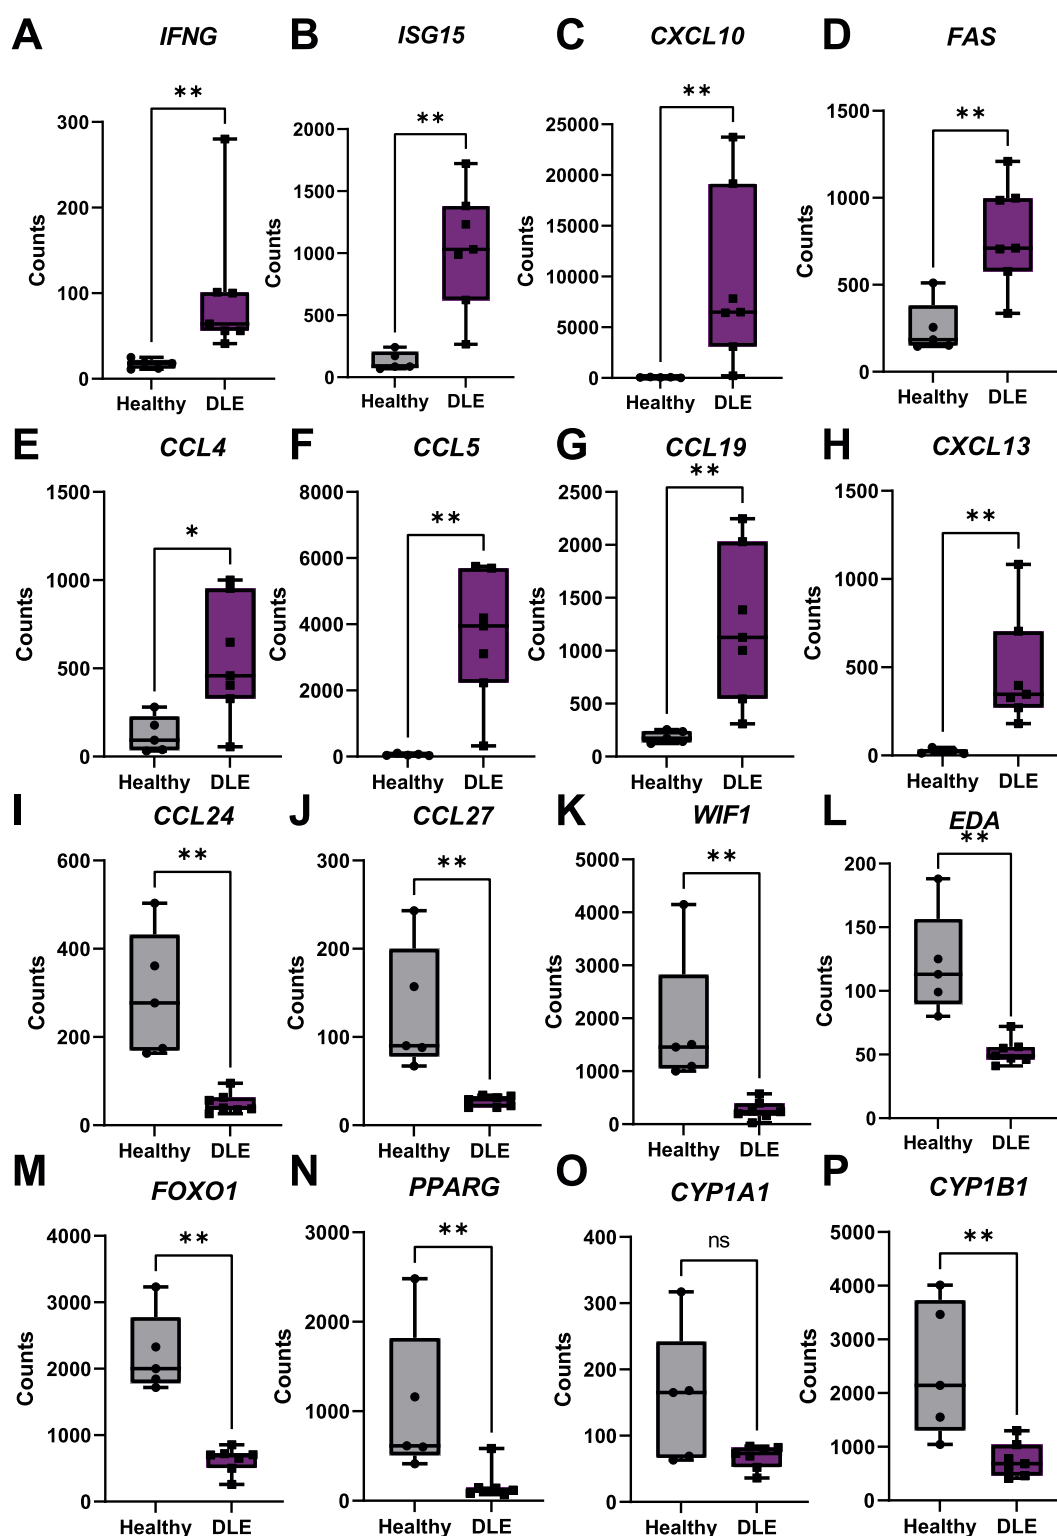 A IFNG B ISG15 C CXCL10 D FAS
** ** ** **
Counts Counts Counts Counts
300 200 100 0
2000 1500 1000 500 0
25000 20000 15000 10000 5000 0
1500 1000 500 0
Healthy DLE Healthy DLE Healthy DLE Healthy DLE
E CCL4 F CCL5 G CCL19 H CXCL13
* ** ** **
Counts Counts Counts Counts
1500 1000 500 0
8000 6000 4000 2000 0
2500 2000 1500 1000 500 0
1500 1000 500 0
Healthy DLE Healthy DLE Healthy DLE Healthy DLE
I CCL24 J CCL27 K WIF1 L EDA
** ** ** **
Counts Counts Counts Counts
600 400 200 0
300 200 100 0
5000 4000 3000 2000 1000 0
200 150 100 50 0
Healthy DLE Healthy DLE Healthy DLE Healthy DLE
M FOXO1 N PPARG O CYP1A1 P CYP1B1
** ** ns **
Counts Counts Counts Counts
4000 3000 2000 1000 0
3000 2000 1000 0
400 300 200 100 0
5000 4000 3000 2000 1000 0
Healthy DLE Healthy DLE Healthy DLE Healthy DLE